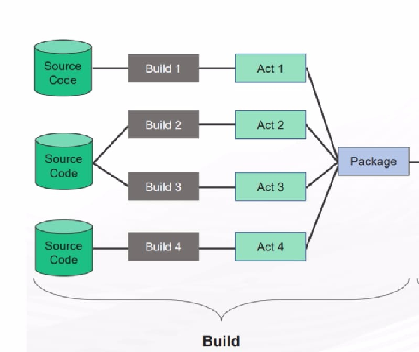 Source
Code
Build 1
Act 1
Build 2
Act 2
Source
Code
Package
Build 3
Act 3
Source
Code
Build 4
Act 4
Build